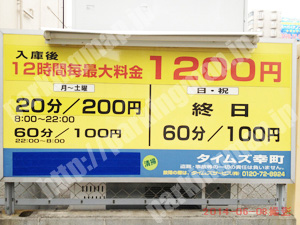 入庫後
12時間毎最大料金 1200円
月～土曜
20分／200円
8:00～22:00
60分／100円
22:00～8:00
日・祝
終日
60分／100円
満車
タイムズ幸町
0120-72-8924